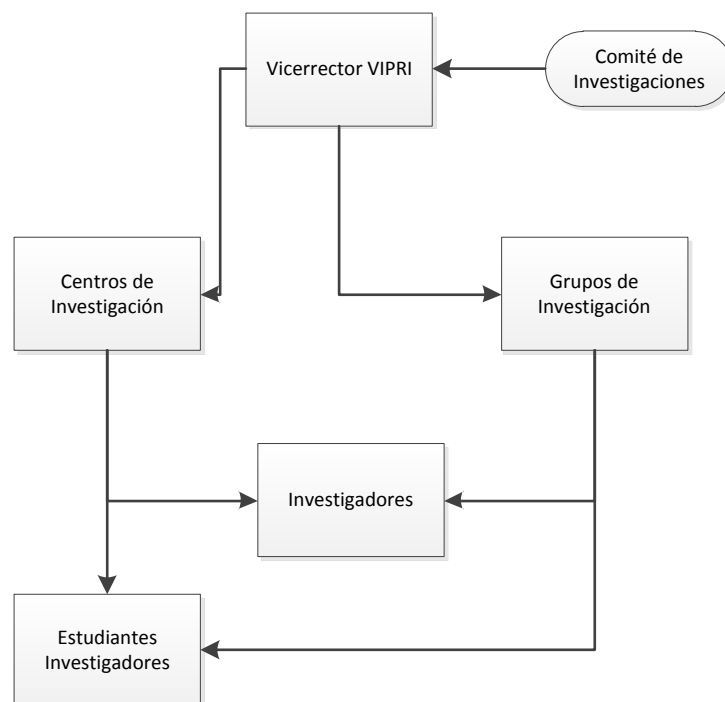 Vicerrector VIPRI
Comité de
Investigaciones
Centros de
Investigación
Grupos de
Investigación
Investigadores
Estudiantes
Investigadores